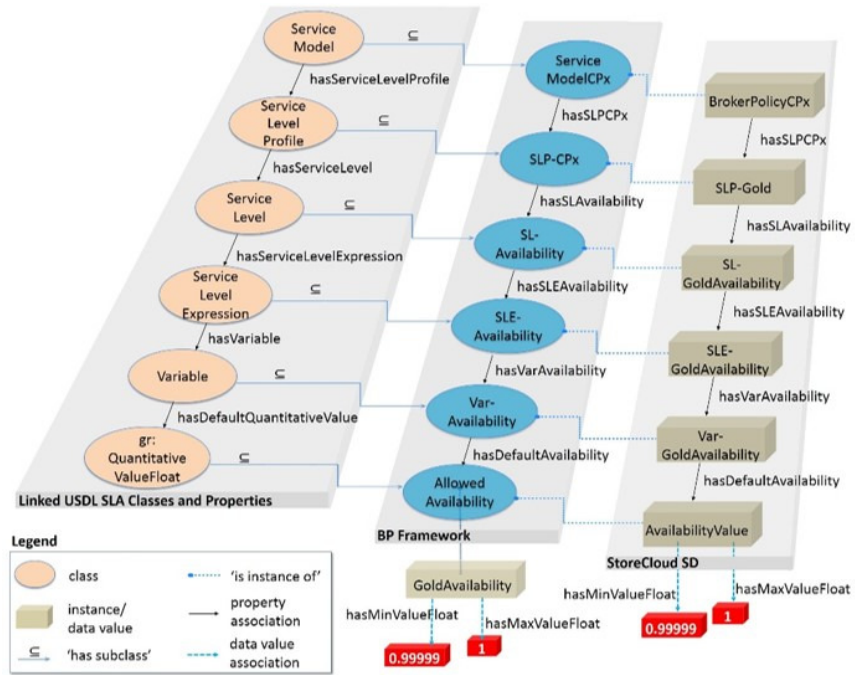 Service
Model
⊆
hasServiceLevelProfile
Service
Level
Profile
⊆
hasServiceLevel
Service
Level
⊆
hasServiceLevelExpression
Service
Level
Expression
⊆
hasVariable
Variable
⊆
hasDefaultQuantitativeValue
gr:
Quantitative
ValueFloat
⊆
Linked USDL SLA Classes and Properties
Service
ModelCPx
hasSLPCPx
SLP-CPx
hasSLAvailability
SL-
Availability
hasSLEAvailability
SLE-
Availability
hasVarAvailability
Var-
Availability
hasDefaultAvailability
Allowed
Availability
BP Framework
GoldAvailability
hasMinValueFloat
hasMaxValueFloat
0.99999
1
BrokerPolicyCPx
hasSLPCPx
SLP-Gold
hasSLAvailability
SL-
GoldAvailability
hasSLEAvailability
SLE-
GoldAvailability
hasVarAvailability
Var-
GoldAvailability
hasDefaultAvailability
AvailabilityValue
StoreCloud SD
hasMinValueFloat
hasMaxValueFloat
0.99999
1
Legend
class
instance/
data value
⊆
'has subclass'
'is instance of'
property
association
data value
association